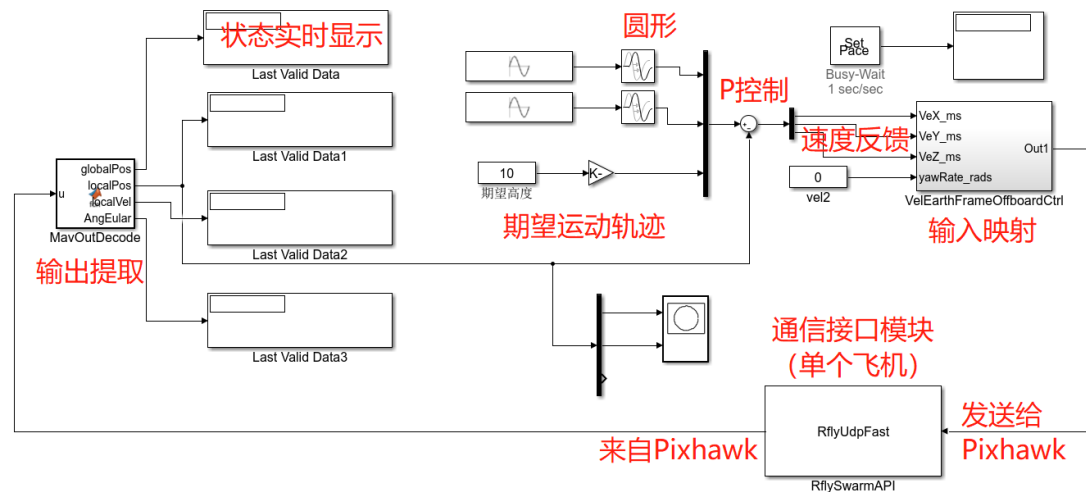 状态实时显示
Last Valid Data
圆形
Set
Pace
Busy-Wait
1 sec/sec
P控制
Last Valid Data1
速度反馈
VeX_ms
VeY_ms
VeZ_ms
yawRate_rads
Out1
VelEarthFrameOffboardCtrl
输入映射
0
vel2
10
K-
期望高度
期望运动轨迹
u
globalPos
localPos
localVel
AngEular
MavOutDecode
输出提取
Last Valid Data2
Last Valid Data3
通信接口模块
（单个飞机）
RflyUdpFast
RflySwarmAPI
来自Pixhawk
发送给
Pixhawk